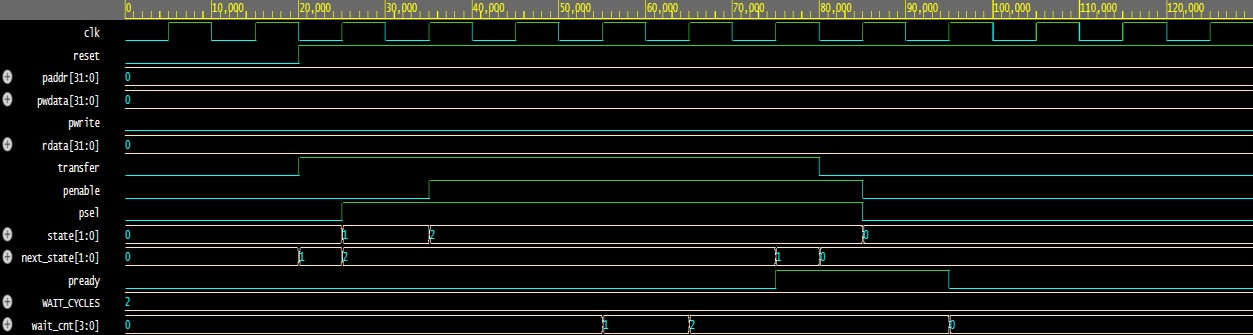 0 10,000 20,000 30,000 40,000 50,000 60,000 70,000 80,000 90,000 100,000 110,000 120,000
clk
reset
paddr[31:0] 0
pwdata[31:0] 0
pwrite
rdata[31:0] 0
transfer
penable
psel
state[1:0] 0 1 2 0
next_state[1:0] 0 1 2 1 0
pready
WAIT_CYCLES 2
wait_cnt[3:0] 0 1 2 0